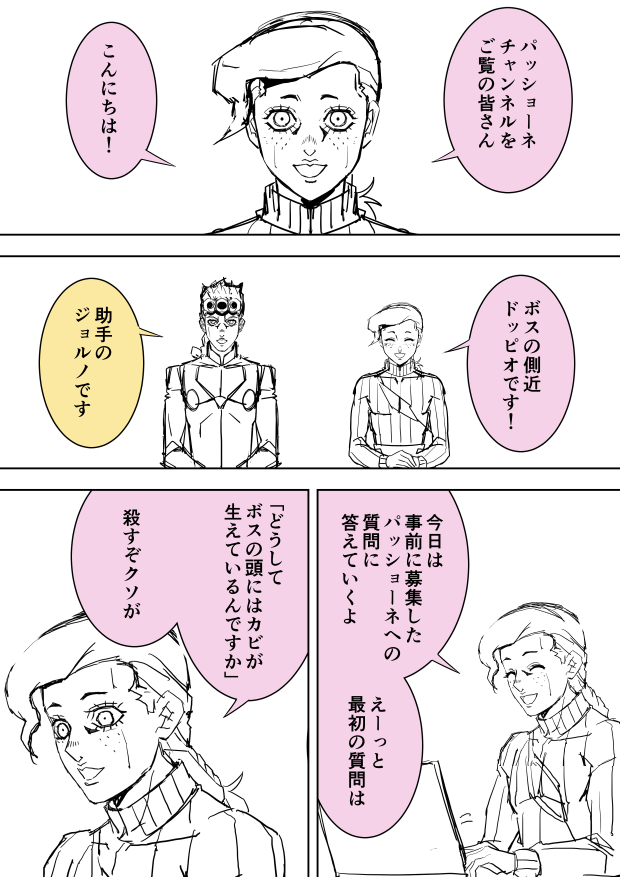 パッショーネ
チャンネルを
ご覧の皆さん
こんにちは！
ボスの側近
ドッピオです！
助手の
ジョルノです
今日は
事前に募集した
パッショーネへの
質問に
答えていくよ
えーっと
最初の質問は
「どうして
ボスの頭にはカビが
生えているんですか」
殺すぞクソが